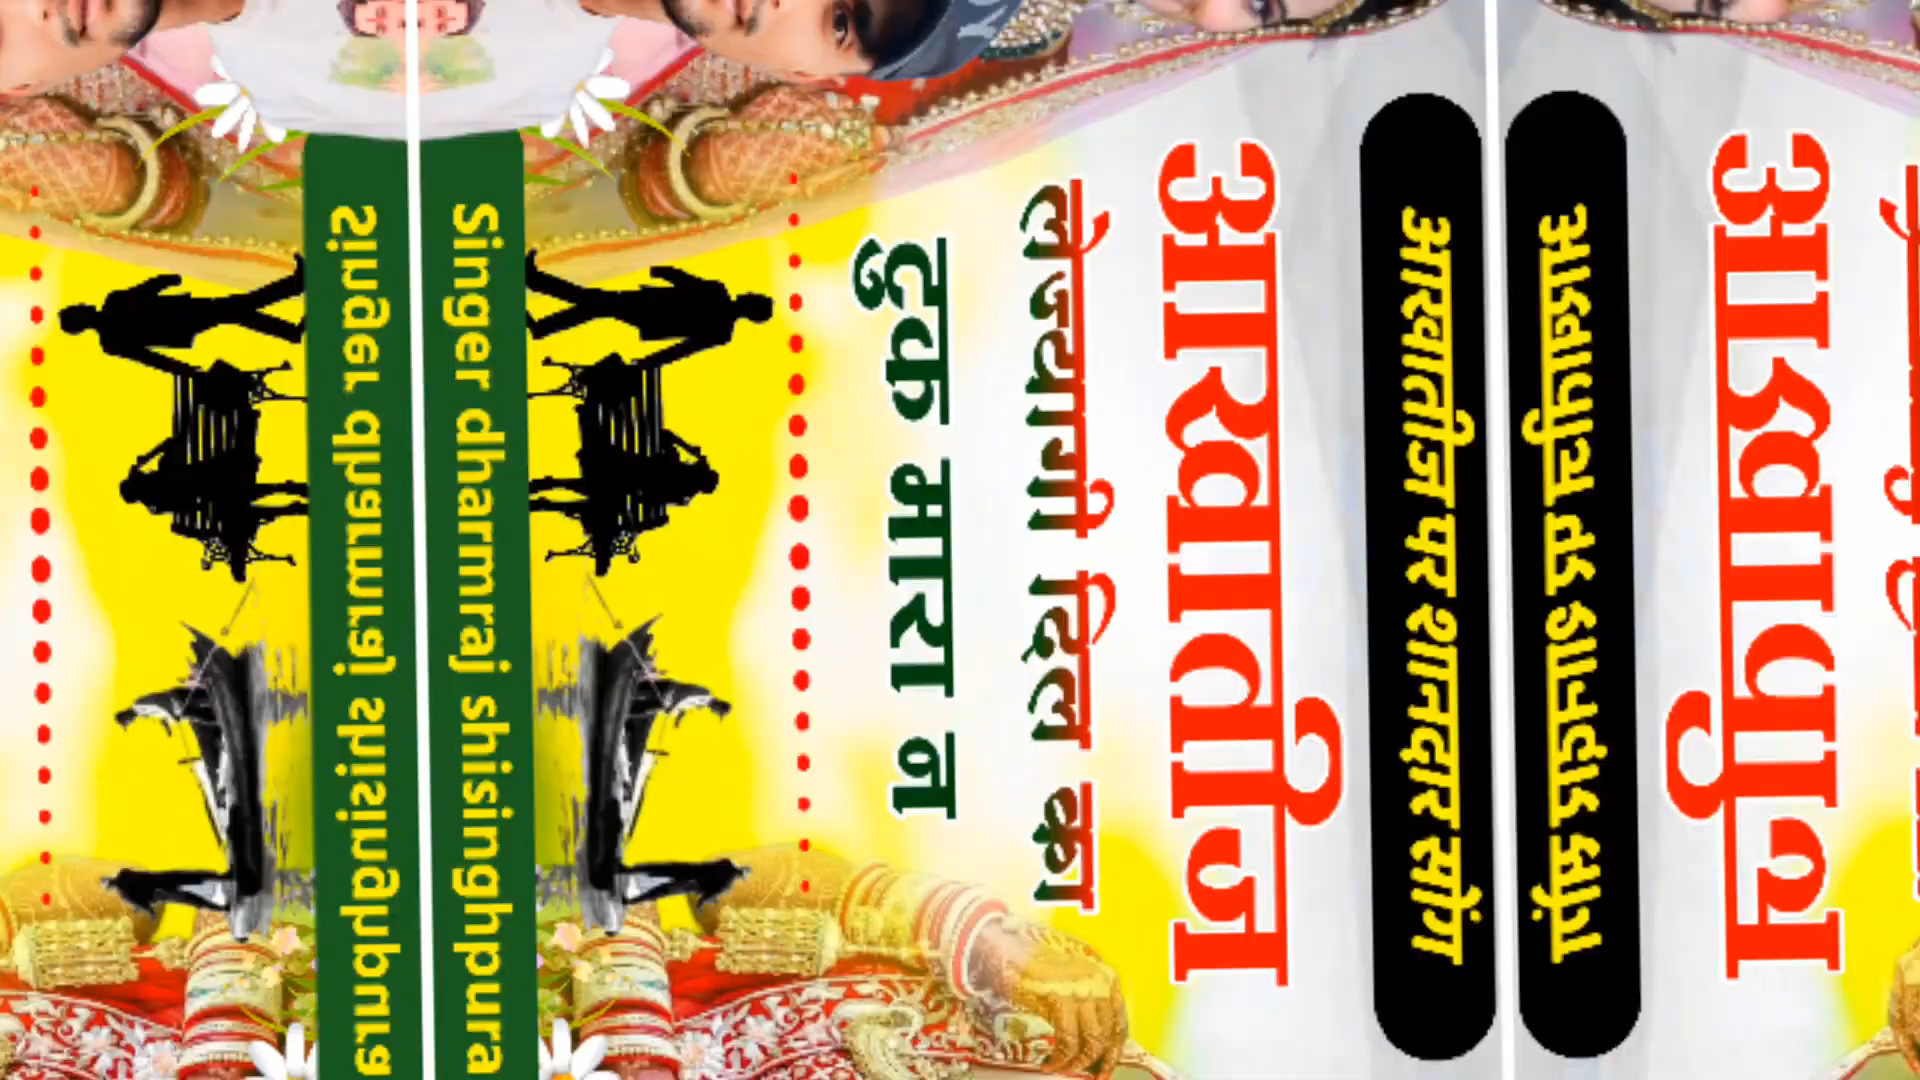 आखातीज पर शानदार सोंग
आखातीज
लेज्यागी दिल का
टुक मारा न
Singer dharmraj shisinghpura